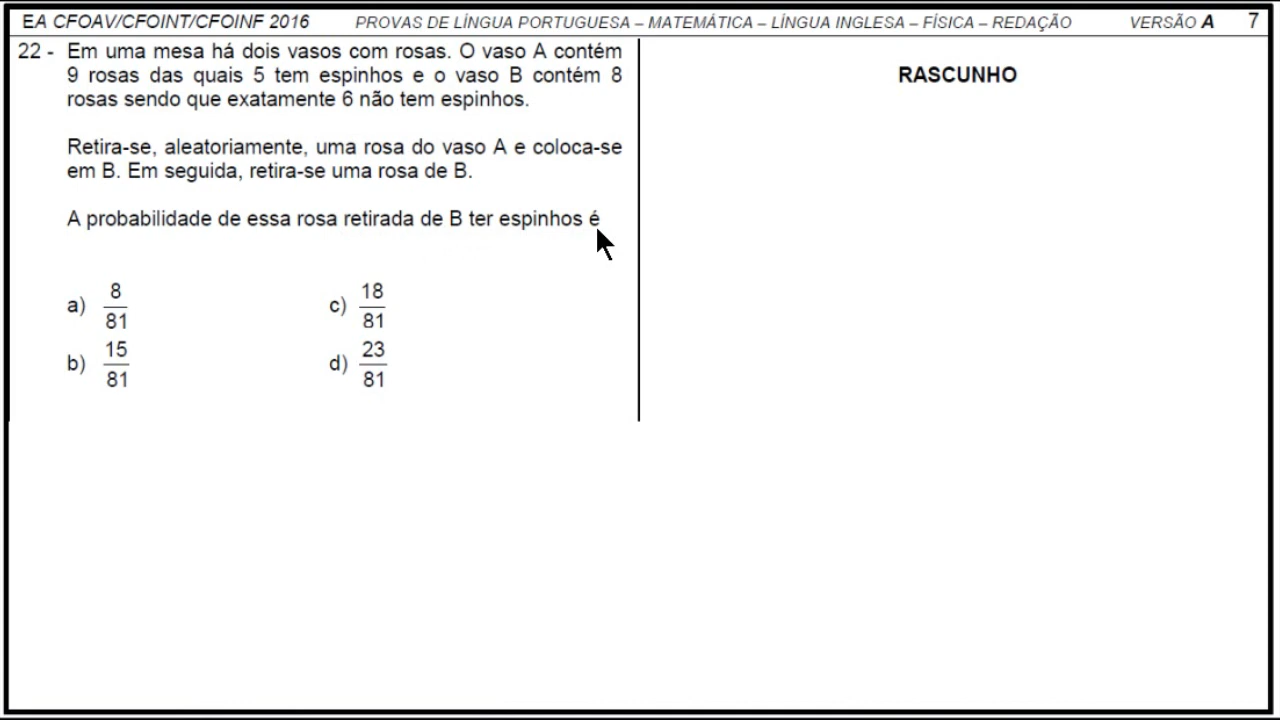 EA CFOAV/CFOINT/CFOINF 2016 PROVAS DE LÍNGUA PORTUGUESA – MATEMÁTICA – LÍNGUA INGLESA – FÍSICA – REDAÇÃO VERSÃO A 7
22 - Em uma mesa há dois vasos com rosas. O vaso A contém
9 rosas das quais 5 tem espinhos e o vaso B contém 8
rosas sendo que exatamente 6 não tem espinhos.
Retira-se, aleatoriamente, uma rosa do vaso A e coloca-se
em B. Em seguida, retira-se uma rosa de B.
A probabilidade de essa rosa retirada de B ter espinhos é
a) 8/81
b) 15/81
c) 18/81
d) 23/81
RASCUNHO